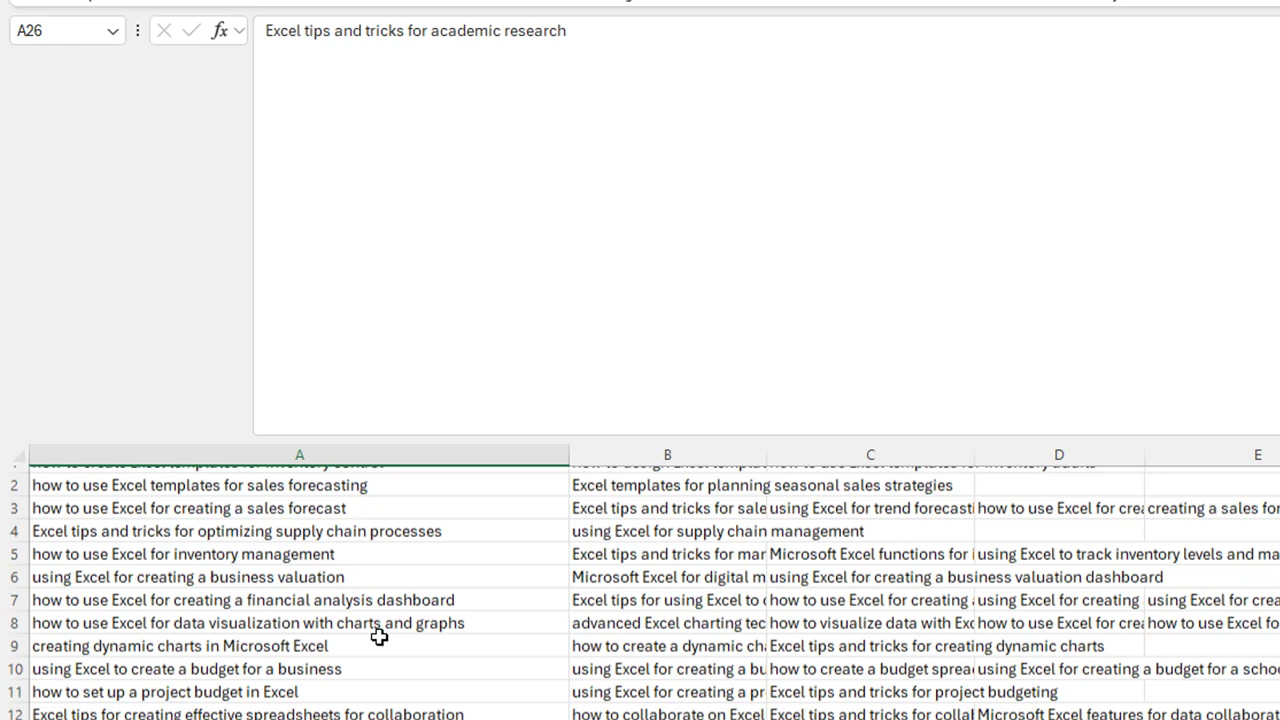 A26 fx Excel tips and tricks for academic research
A B C D E
2 how to use Excel templates for sales forecasting Excel templates for planning seasonal sales strategies
3 how to use Excel for creating a sales forecast Excel tips and tricks for sale using Excel for trend forecasti how to use Excel for crea creating a sales for
4 Excel tips and tricks for optimizing supply chain processes using Excel for supply chain management
5 how to use Excel for inventory management Excel tips and tricks for mar Microsoft Excel functions for i using Excel to track inventory levels and ma
6 using Excel for creating a business valuation Microsoft Excel for digital m using Excel for creating a business valuation dashboard
7 how to use Excel for creating a financial analysis dashboard Excel tips for using Excel to how to use Excel for creating using Excel for creating using Excel for crea
8 how to use Excel for data visualization with charts and graphs advanced Excel charting tec how to visualize data with Exc how to use Excel for crea how to use Excel fo
9 creating dynamic charts in Microsoft Excel how to create a dynamic cha Excel tips and tricks for creating dynamic charts
10 using Excel to create a budget for a business using Excel for creating a bu how to create a budget sprea using Excel for creating a budget for a scho
11 how to set up a project budget in Excel using Excel for creating a pr Excel tips and tricks for project budgeting
12 Excel tips for creating effective spreadsheets for collaboration how to collaborate on Excel Excel tips and tricks for collal Microsoft Excel features for data collaborat